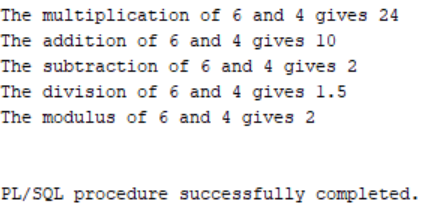 The multiplication of 6 and 4 gives 24
The addition of 6 and 4 gives 10
The subtraction of 6 and 4 gives 2
The division of 6 and 4 gives 1.5
The modulus of 6 and 4 gives 2
PL/SQL procedure successfully completed.